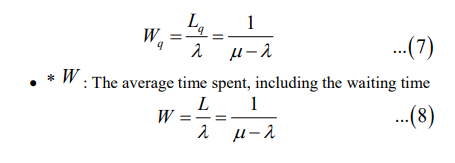 W_q = L_q / λ = 1 / (μ − λ) ...(7)
• * W : The average time spent, including the waiting time
W = L / λ = 1 / (μ − λ) ...(8)